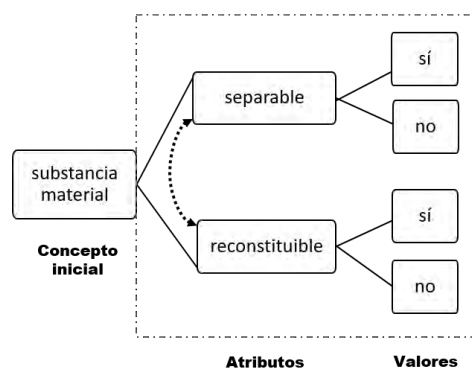 sí
separable
no
substancia
material
sí
reconstituible
no
Concepto
inicial
Atributos
Valores